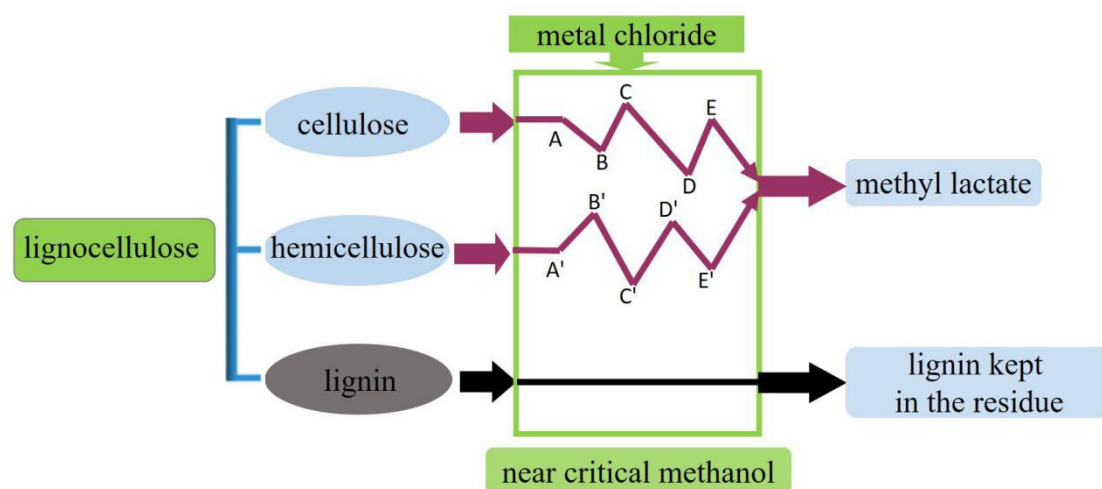 metal chloride
cellulose
A
B
C
D
E
methyl lactate
lignocellulose
hemicellulose
A'
B'
C'
D'
E'
lignin
lignin kept
in the residue
near critical methanol